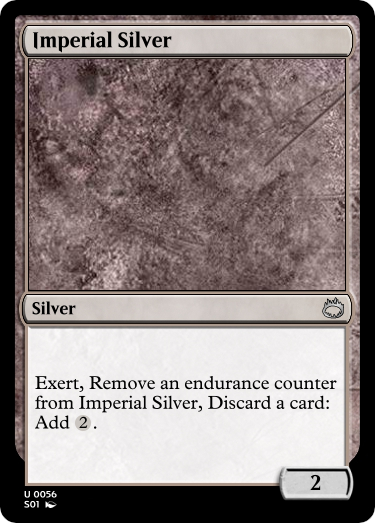 Imperial Silver
Silver
Exert, Remove an endurance counter
from Imperial Silver, Discard a card:
Add 2.
2
U 0056
S01